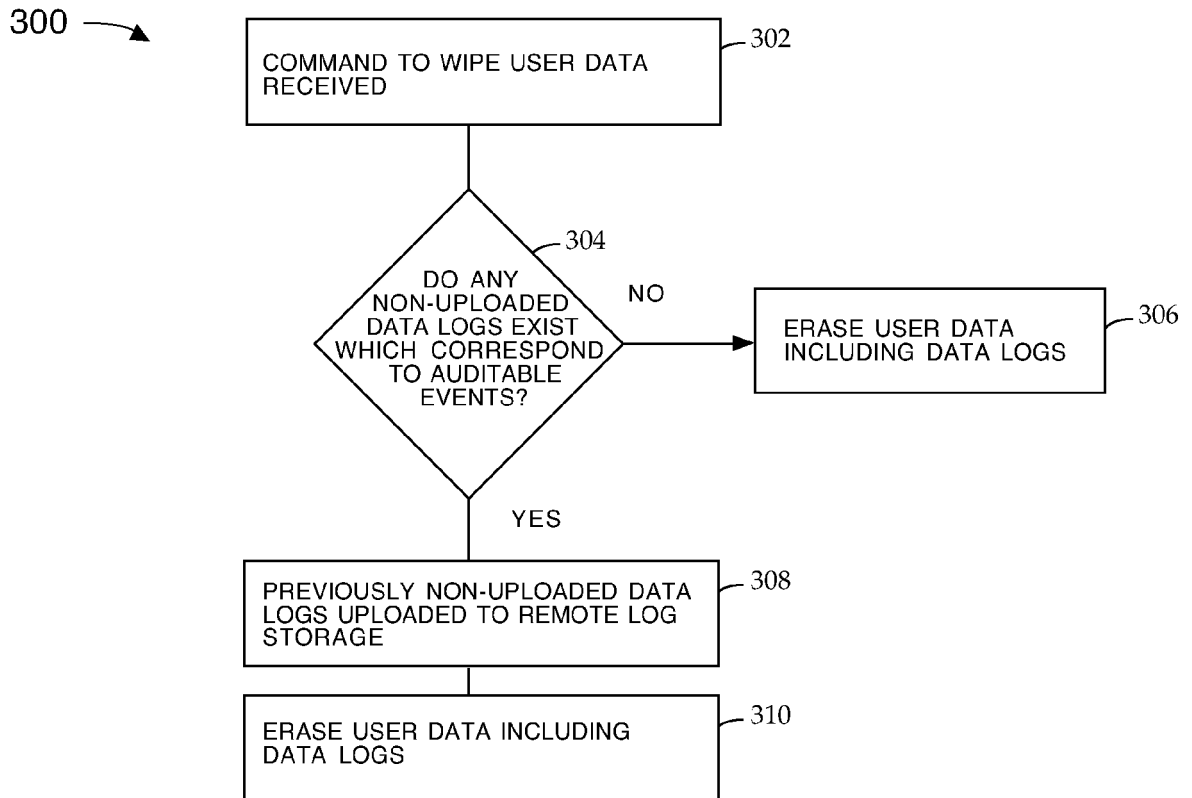 300
COMMAND TO WIPE USER DATA
RECEIVED
302
304
DO ANY
NON-UPLOADED
DATA LOGS EXIST
WHICH CORRESPOND
TO AUDITABLE
EVENTS?
NO
ERASE USER DATA
INCLUDING DATA LOGS
306
YES
PREVIOUSLY NON-UPLOADED DATA
LOGS UPLOADED TO REMOTE LOG
STORAGE
308
ERASE USER DATA INCLUDING
DATA LOGS
310